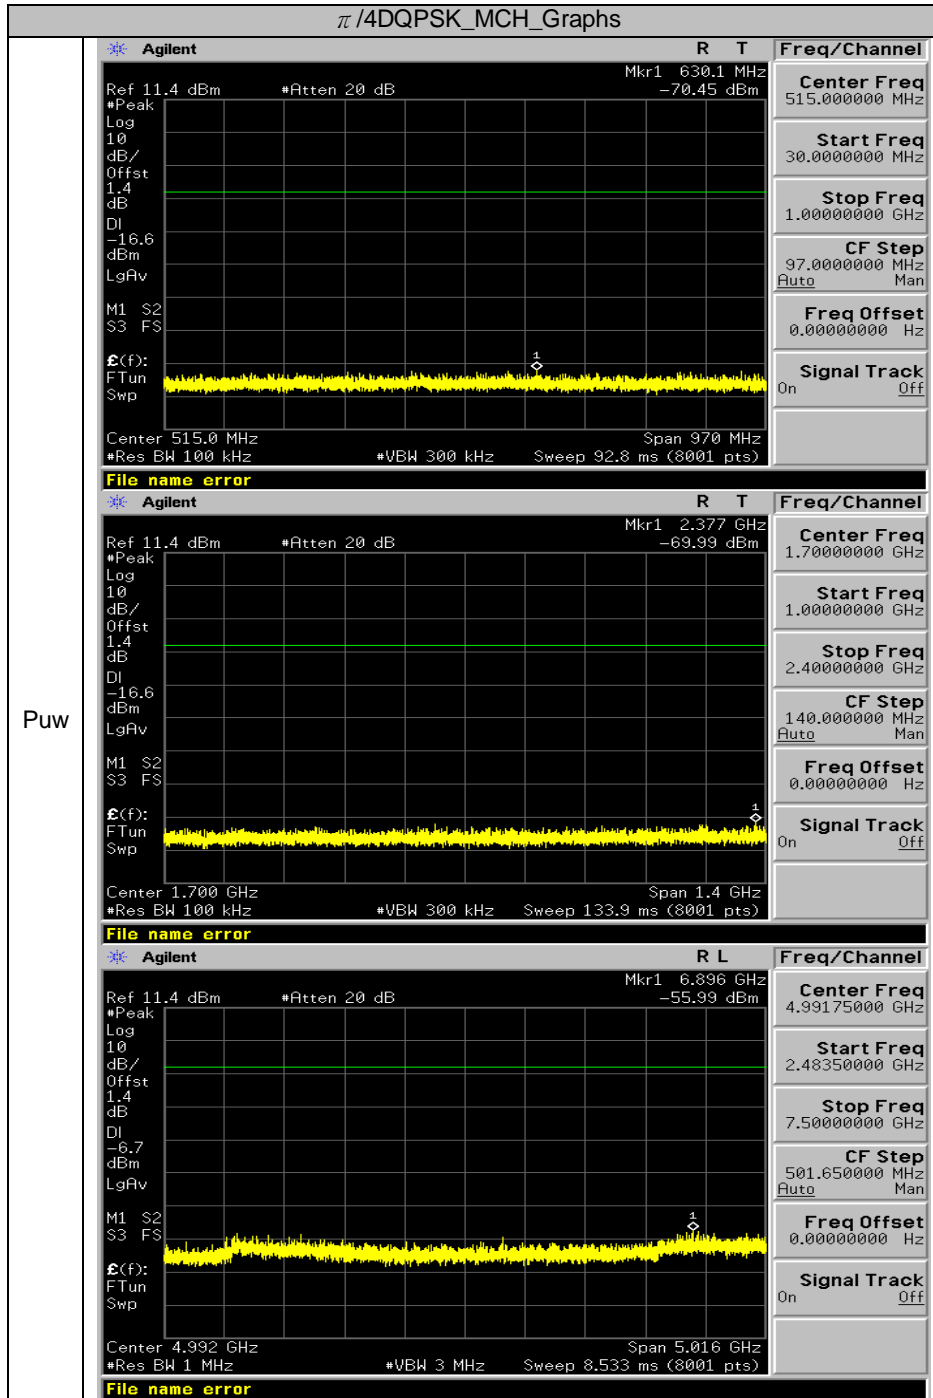 π/4DQPSK_MCH_Graphs
Puw
Agilent R T Freq/Channel
Mkr1 630.1 MHz
Ref 11.4 dBm #Atten 20 dB -70.45 dBm
#Peak
Log
10
dB/
Offst
1.4
dB
DI
-16.6
dBm
LgAv
M1 S2
S3 FS
£(f):
FTun
Swp
1
Center 515.0 MHz Span 970 MHz
#Res BW 100 kHz #VBW 300 kHz Sweep 92.8 ms (8001 pts)
File name error
Center Freq
515.000000 MHz
Start Freq
30.0000000 MHz
Stop Freq
1.00000000 GHz
CF Step
97.0000000 MHz
Auto Man
Freq Offset
0.00000000 Hz
Signal Track
On Off
Agilent R T Freq/Channel
Mkr1 2.377 GHz
Ref 11.4 dBm #Atten 20 dB -69.99 dBm
#Peak
Log
10
dB/
Offst
1.4
dB
DI
-16.6
dBm
LgAv
M1 S2
S3 FS
£(f):
FTun
Swp
1
Center 1.700 GHz Span 1.4 GHz
#Res BW 100 kHz #VBW 300 kHz Sweep 133.9 ms (8001 pts)
File name error
Center Freq
1.70000000 GHz
Start Freq
1.00000000 GHz
Stop Freq
2.40000000 GHz
CF Step
140.000000 MHz
Auto Man
Freq Offset
0.00000000 Hz
Signal Track
On Off
Agilent R L Freq/Channel
Mkr1 6.896 GHz
Ref 11.4 dBm #Atten 20 dB -55.99 dBm
#Peak
Log
10
dB/
Offst
1.4
dB
DI
-6.7
dBm
LgAv
M1 S2
S3 FS
£(f):
FTun
Swp
1
Center 4.992 GHz Span 5.016 GHz
#Res BW 1 MHz #VBW 3 MHz Sweep 8.533 ms (8001 pts)
File name error
Center Freq
4.99175000 GHz
Start Freq
2.48350000 GHz
Stop Freq
7.50000000 GHz
CF Step
501.650000 MHz
Auto Man
Freq Offset
0.00000000 Hz
Signal Track
On Off